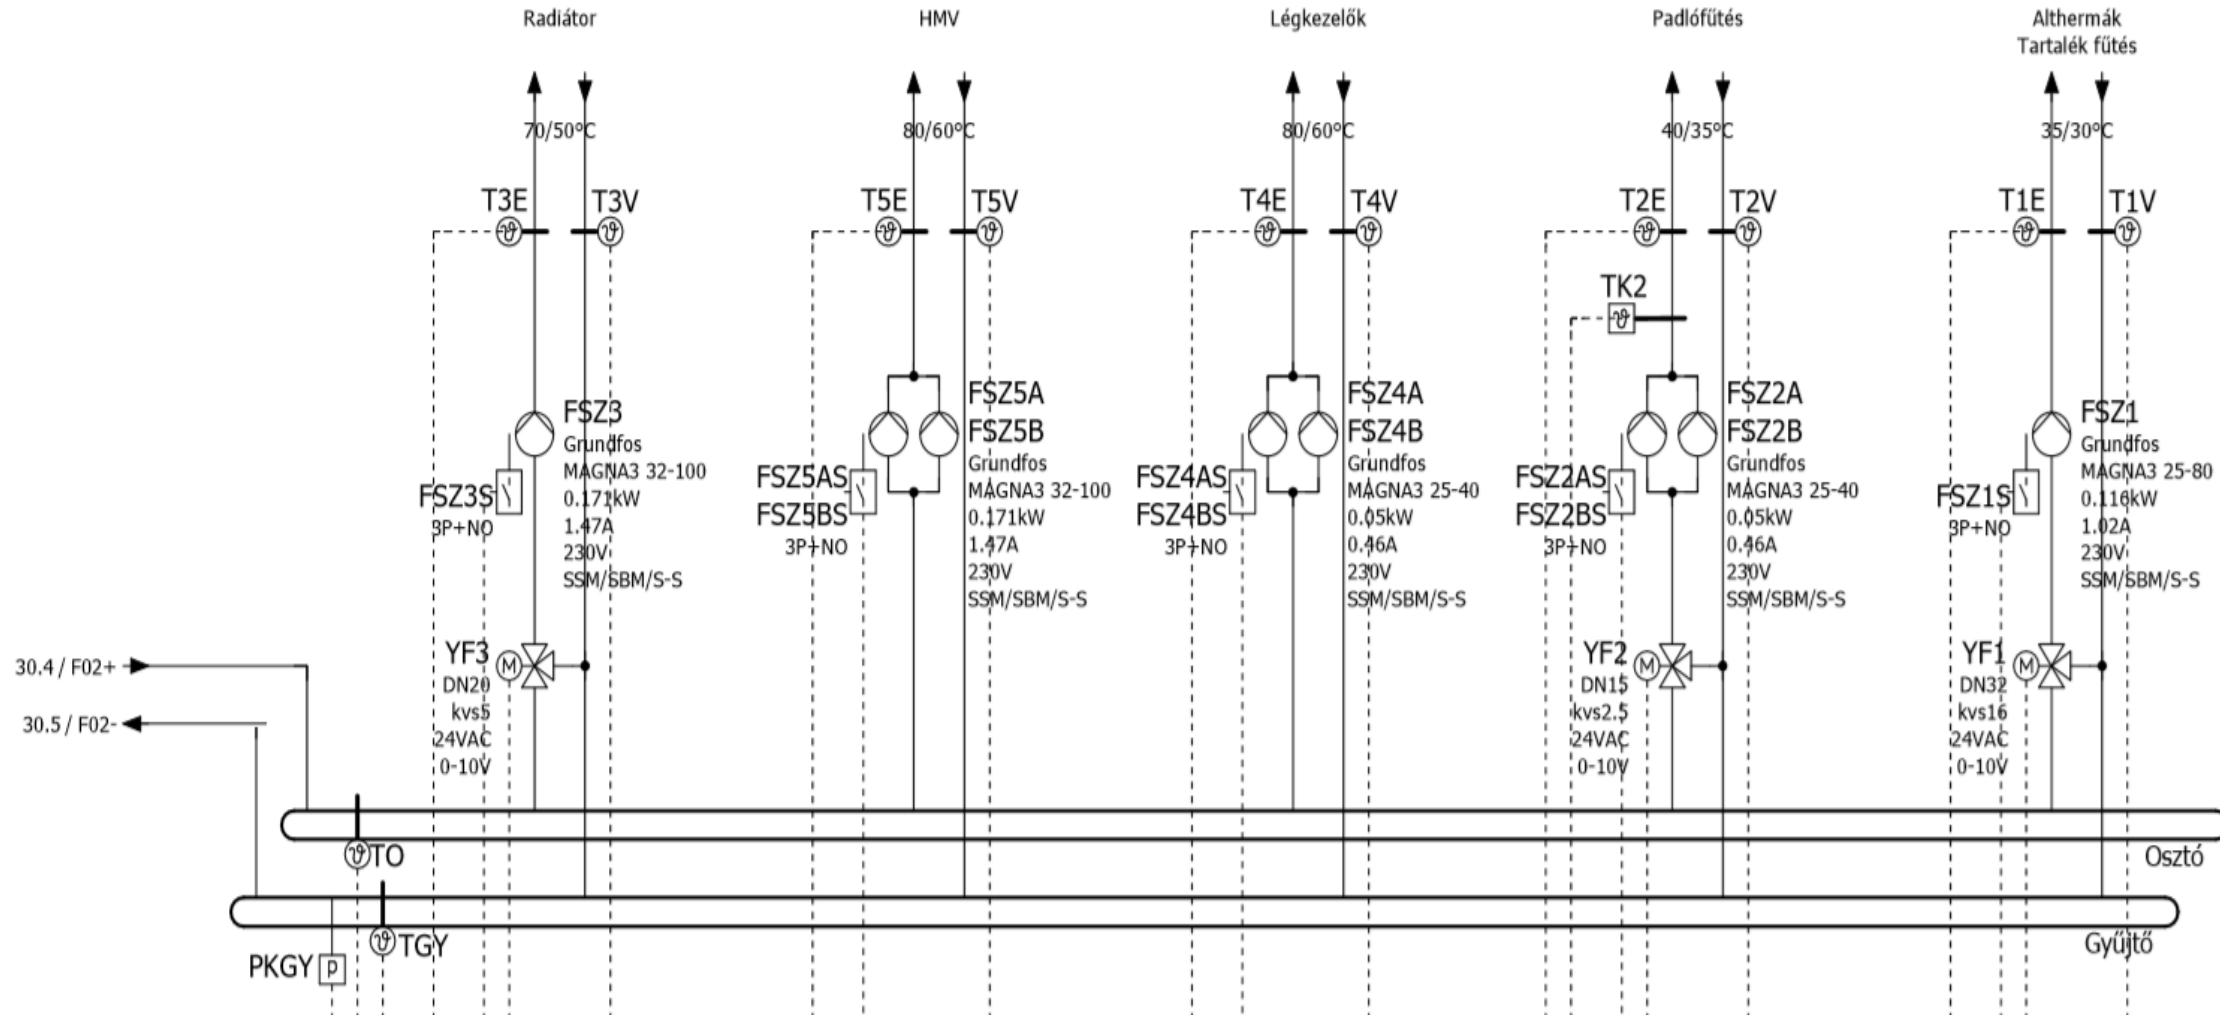 Radiátor
HMV
Légkezelők
Padlófűtés
Althermák
Tartalék fűtés
70/50°C
80/60°C
80/60°C
40/35°C
35/30°C
T3E
T3V
T5E
T5V
T4E
T4V
T2E
T2V
T1E
T1V
TK2
FSZ3
Grundfos
MAGNA3 32-100
0.171kW
1.47A
230V
SSM/SBM/S-S
FSZ3S
3P+NO
FSZ5A
FSZ5B
Grundfos
MAGNA3 32-100
0.171kW
1.47A
230V
SSM/SBM/S-S
FSZ5AS
FSZ5BS
3P+NO
FSZ4A
FSZ4B
Grundfos
MAGNA3 25-40
0.05kW
0.46A
230V
SSM/SBM/S-S
FSZ4AS
FSZ4BS
3P+NO
FSZ2A
FSZ2B
Grundfos
MAGNA3 25-40
0.05kW
0.46A
230V
SSM/SBM/S-S
FSZ2AS
FSZ2BS
3P+NO
FSZ1
Grundfos
MAGNA3 25-80
0.116kW
1.02A
230V
SSM/SBM/S-S
FSZ1S
3P+NO
YF3
M
DN20
kvs5
24VAC
0-10V
YF2
M
DN15
kvs2.5
24VAC
0-10V
YF1
M
DN32
kvs16
24VAC
0-10V
30.4 / F02+
30.5 / F02-
TO
Osztó
TGY
Gyűjtő
PKGY
p